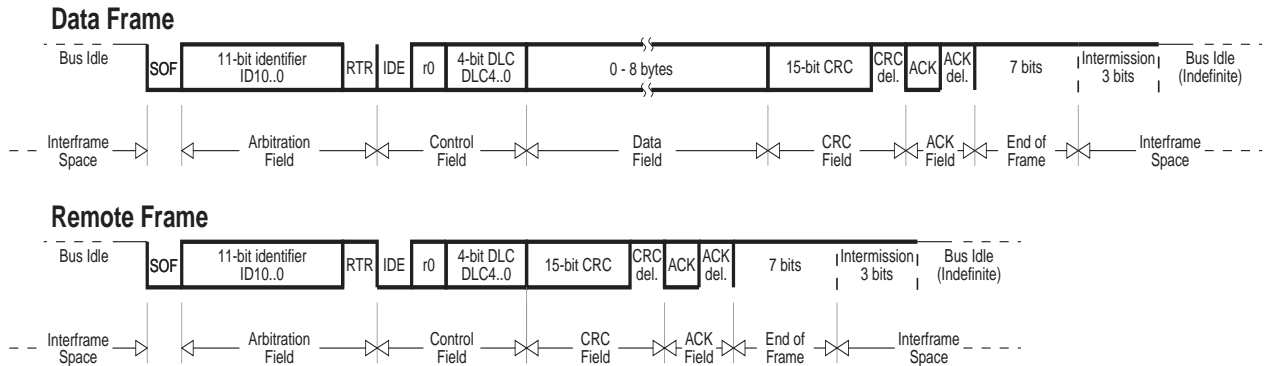 Data Frame
Bus Idle
SOF
11-bit identifier
ID10..0
RTR
IDE
r0
4-bit DLC
DLC4..0
0 - 8 bytes
15-bit CRC
CRC
del.
ACK
ACK
del.
7 bits
Intermission
3 bits
Bus Idle
(Indefinite)
Interframe
Space
Arbitration
Field
Control
Field
Data
Field
CRC
Field
ACK
Field
End of
Frame
Interframe
Space
Remote Frame
Bus Idle
SOF
11-bit identifier
ID10..0
RTR
IDE
r0
4-bit DLC
DLC4..0
15-bit CRC
CRC
del.
ACK
ACK
del.
7 bits
Intermission
3 bits
Bus Idle
(Indefinite)
Interframe
Space
Arbitration
Field
Control
Field
CRC
Field
ACK
Field
End of
Frame
Interframe
Space